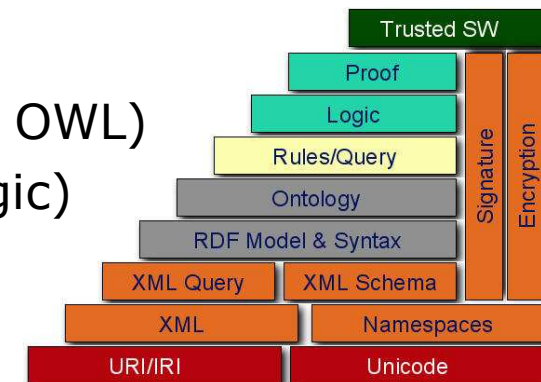 Trusted SW
Proof
OWL)
Logic
Rules/Query
gic)
Ontology
Signature
Encryption
RDF Model & Syntax
XML Query XML Schema
XML Namespaces
URI/IRI Unicode